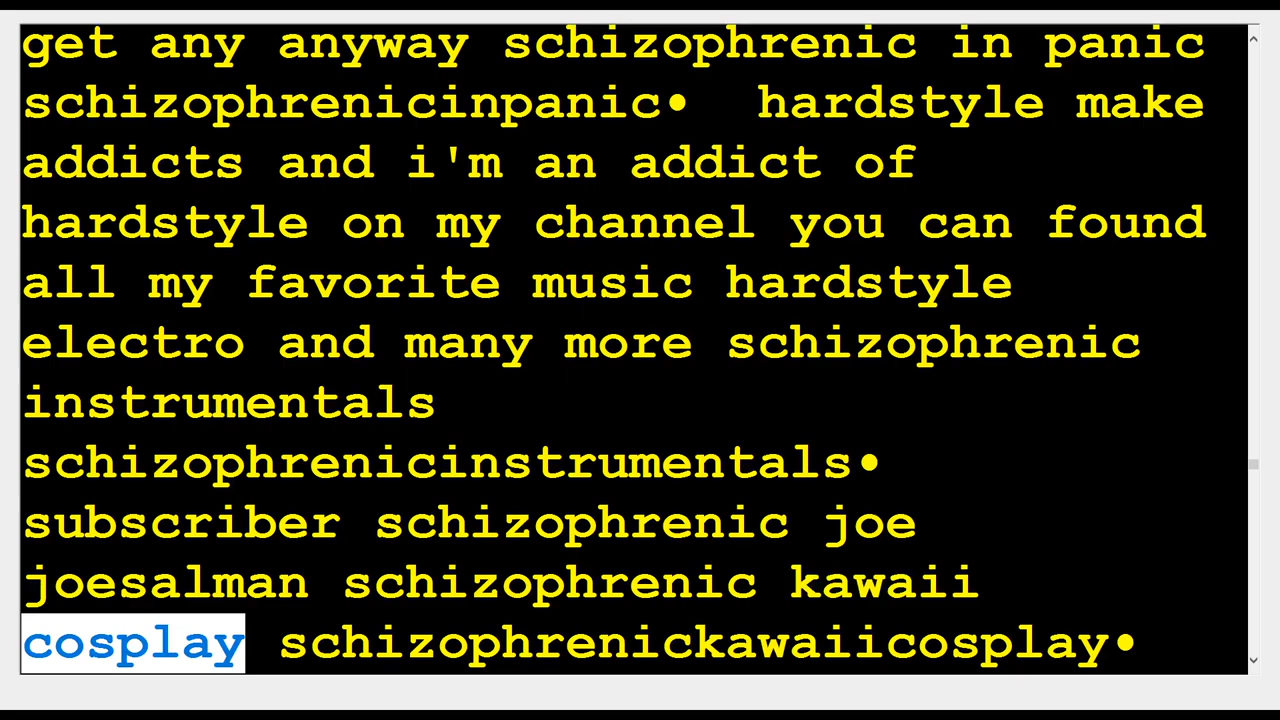 get any anyway schizophrenic in panic
schizophrenicinpanic•  hardstyle make
addicts and i'm an addict of
hardstyle on my channel you can found
all my favorite music hardstyle
electro and many more schizophrenic
instrumentals
schizophrenicinstrumentals•
subscriber schizophrenic joe
joesalman schizophrenic kawaii
cosplay schizophrenickawaiicosplay•